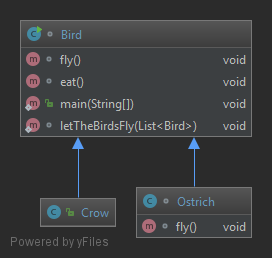 Bird
fly() void
eat() void
main(String[]) void
letTheBirdsFly(List<Bird>) void
Crow
Ostrich
fly() void
Powered by yFiles